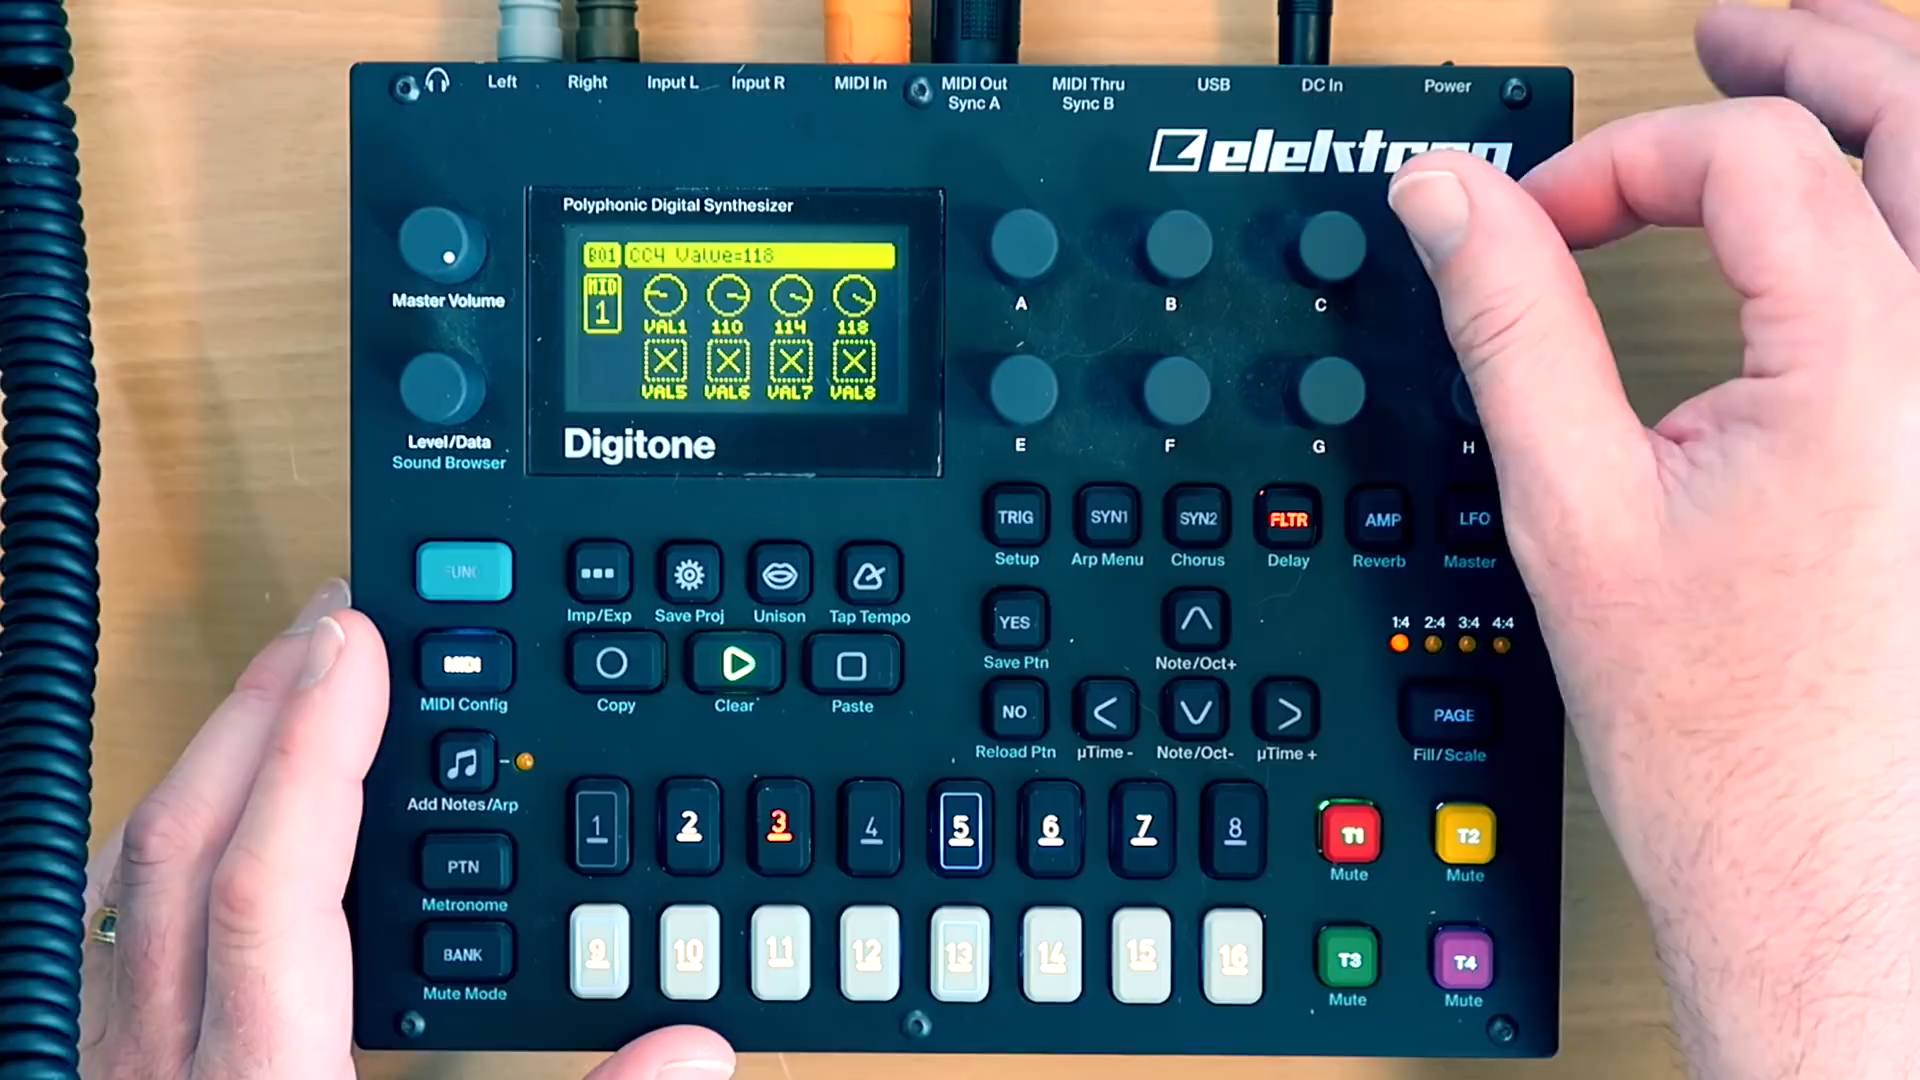 Left Right Input L Input R MIDI In MIDI Out MIDI Thru USB DC In Power
Sync A Sync B
elektron
Polyphonic Digital Synthesizer
B01 CC4 Value=118
MID
1
VAL1 110 114 118
VAL5 VAL6 VAL7 VAL8
Digitone
Master Volume
Level/Data
Sound Browser
A B C
E F G H
TRIG SYN1 SYN2 FLTR AMP LFO
Setup Arp Menu Chorus Delay Reverb Master
FUNC
Imp/Exp Save Proj Unison Tap Tempo
MIDI
MIDI Config
Copy Clear Paste
YES
Save Ptn Note/Oct+
NO
Reload Ptn µTime - Note/Oct- µTime +
1:4 2:4 3:4 4:4
PAGE
Fill/Scale
Add Notes/Arp
PTN
Metronome
BANK
Mute Mode
1 2 3 4 5 6 7 8
9 10 11 12 13 14 15 16
T1 T2
Mute Mute
T3 T4
Mute Mute